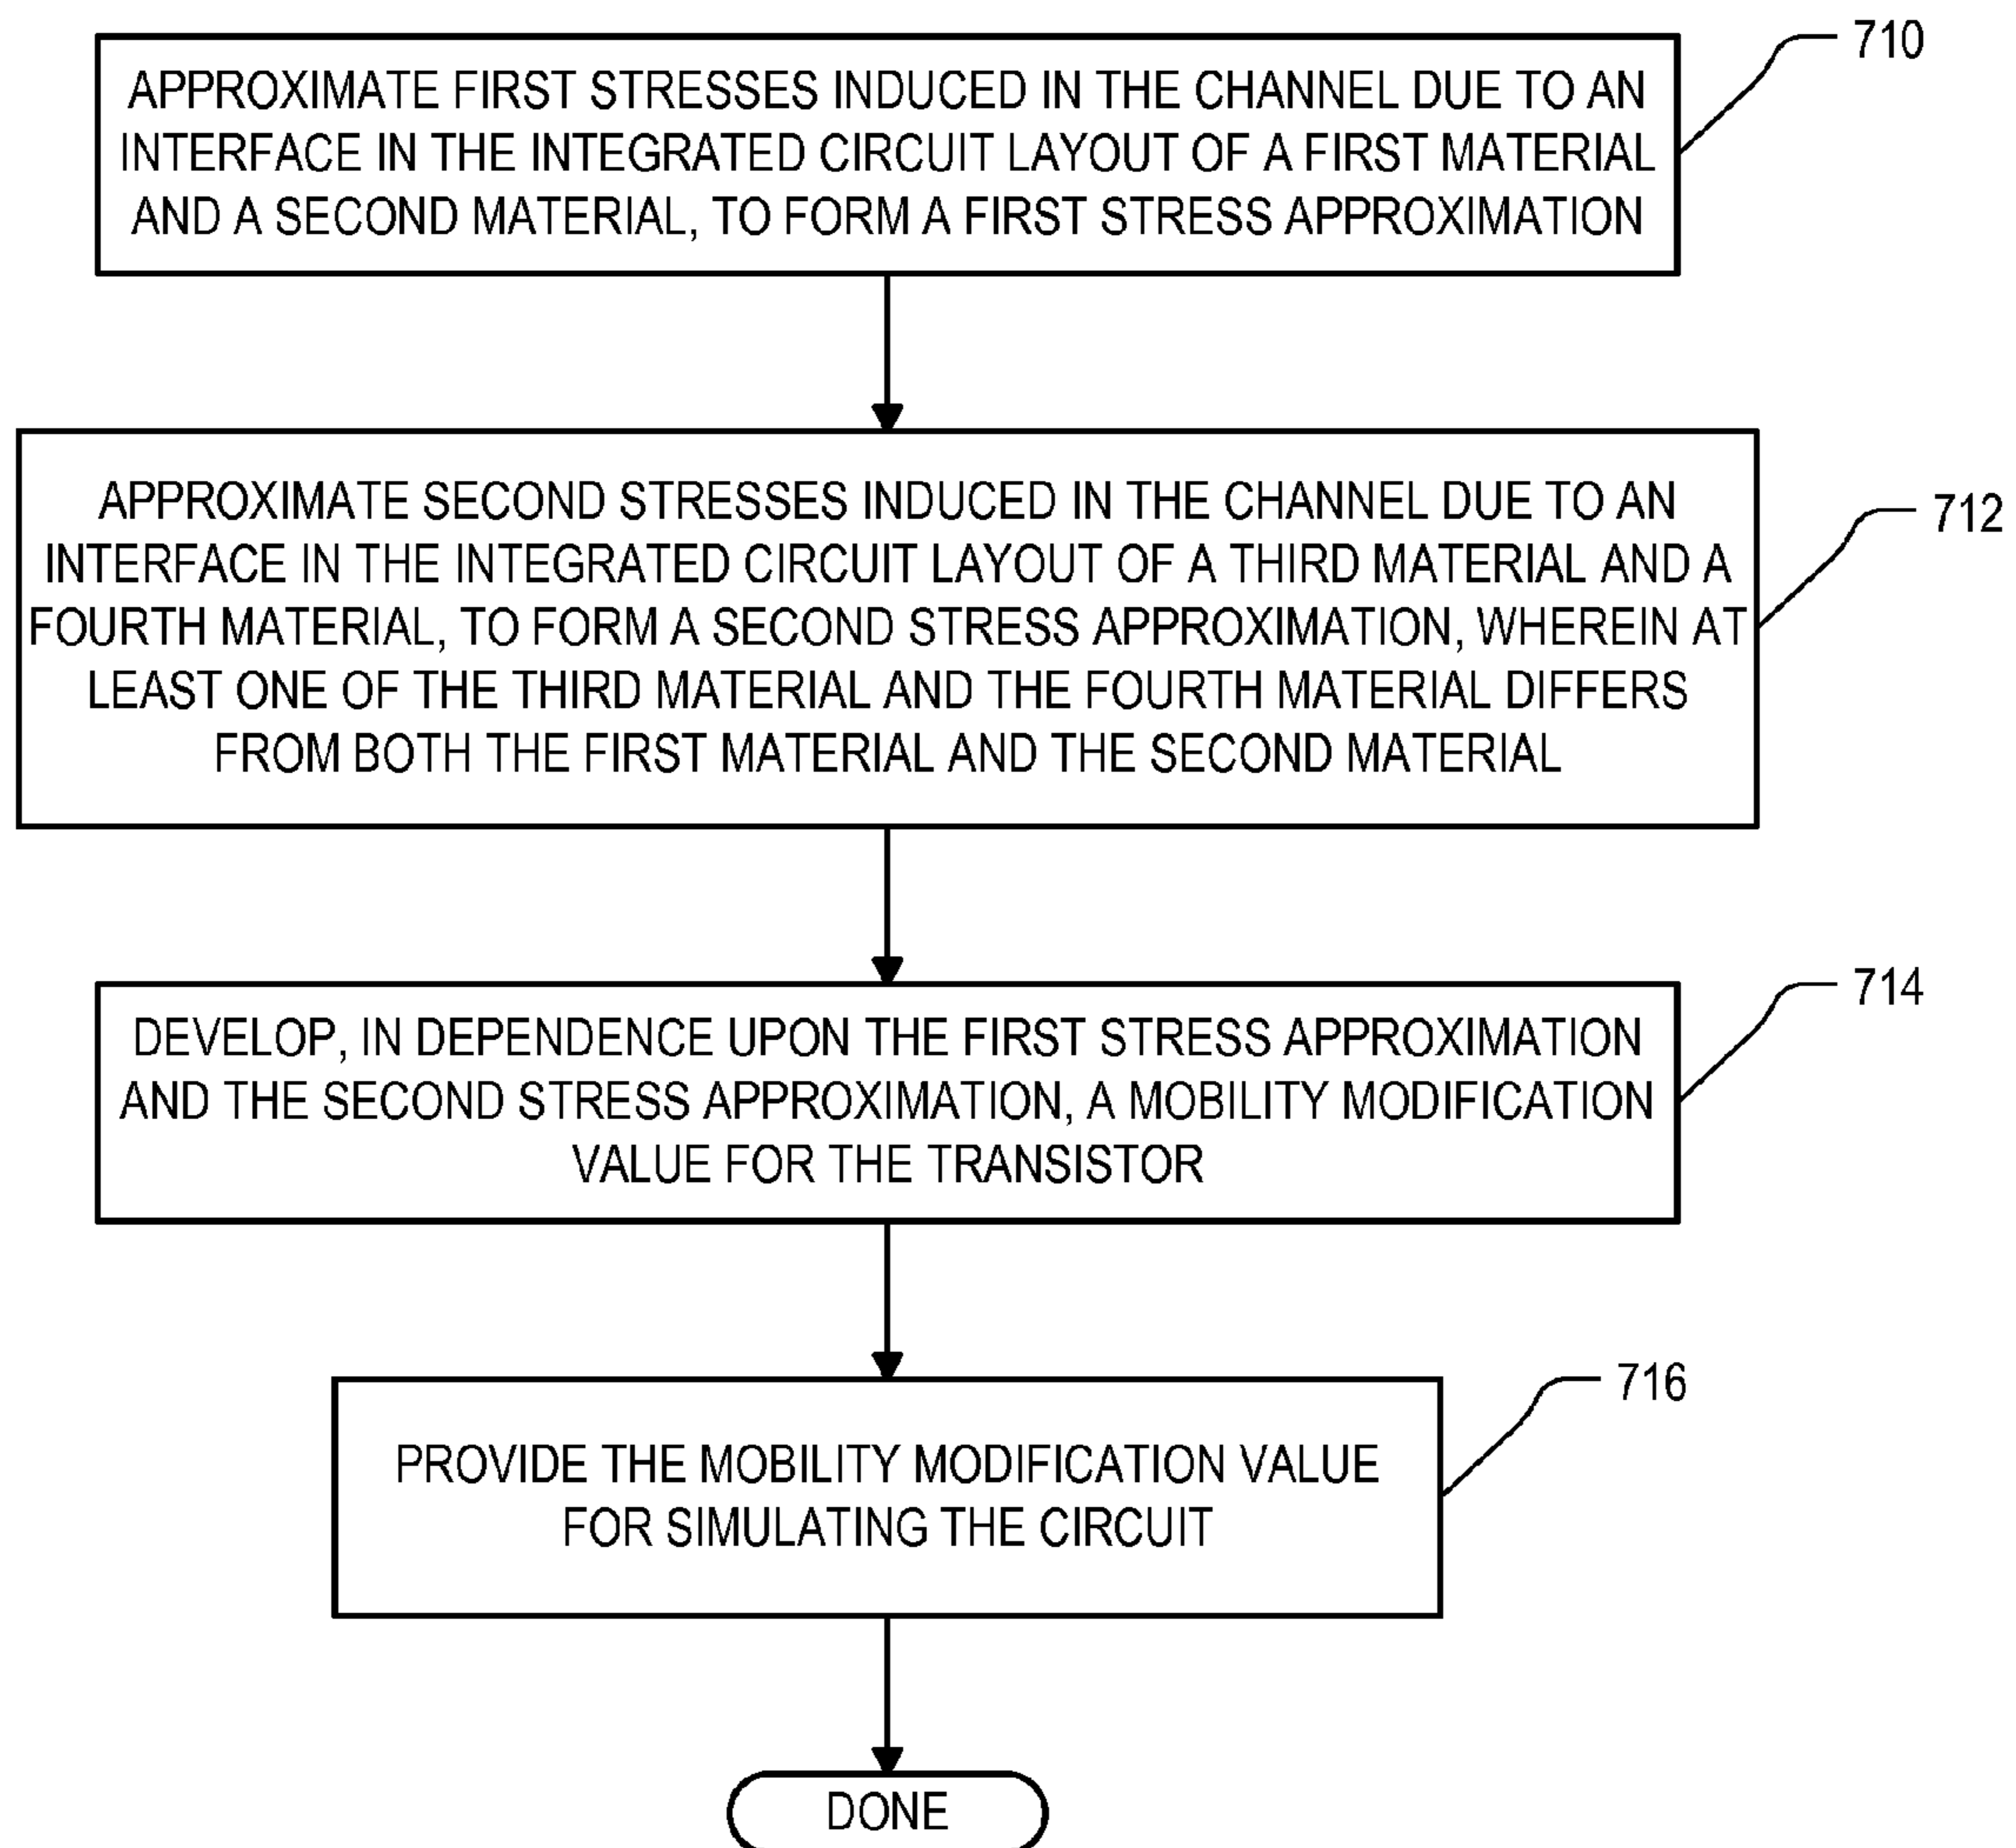 710
APPROXIMATE FIRST STRESSES INDUCED IN THE CHANNEL DUE TO AN
INTERFACE IN THE INTEGRATED CIRCUIT LAYOUT OF A FIRST MATERIAL
AND A SECOND MATERIAL, TO FORM A FIRST STRESS APPROXIMATION
712
APPROXIMATE SECOND STRESSES INDUCED IN THE CHANNEL DUE TO AN
INTERFACE IN THE INTEGRATED CIRCUIT LAYOUT OF A THIRD MATERIAL AND A
FOURTH MATERIAL, TO FORM A SECOND STRESS APPROXIMATION, WHEREIN AT
LEAST ONE OF THE THIRD MATERIAL AND THE FOURTH MATERIAL DIFFERS
FROM BOTH THE FIRST MATERIAL AND THE SECOND MATERIAL
714
DEVELOP, IN DEPENDENCE UPON THE FIRST STRESS APPROXIMATION
AND THE SECOND STRESS APPROXIMATION, A MOBILITY MODIFICATION
VALUE FOR THE TRANSISTOR
716
PROVIDE THE MOBILITY MODIFICATION VALUE
FOR SIMULATING THE CIRCUIT
DONE